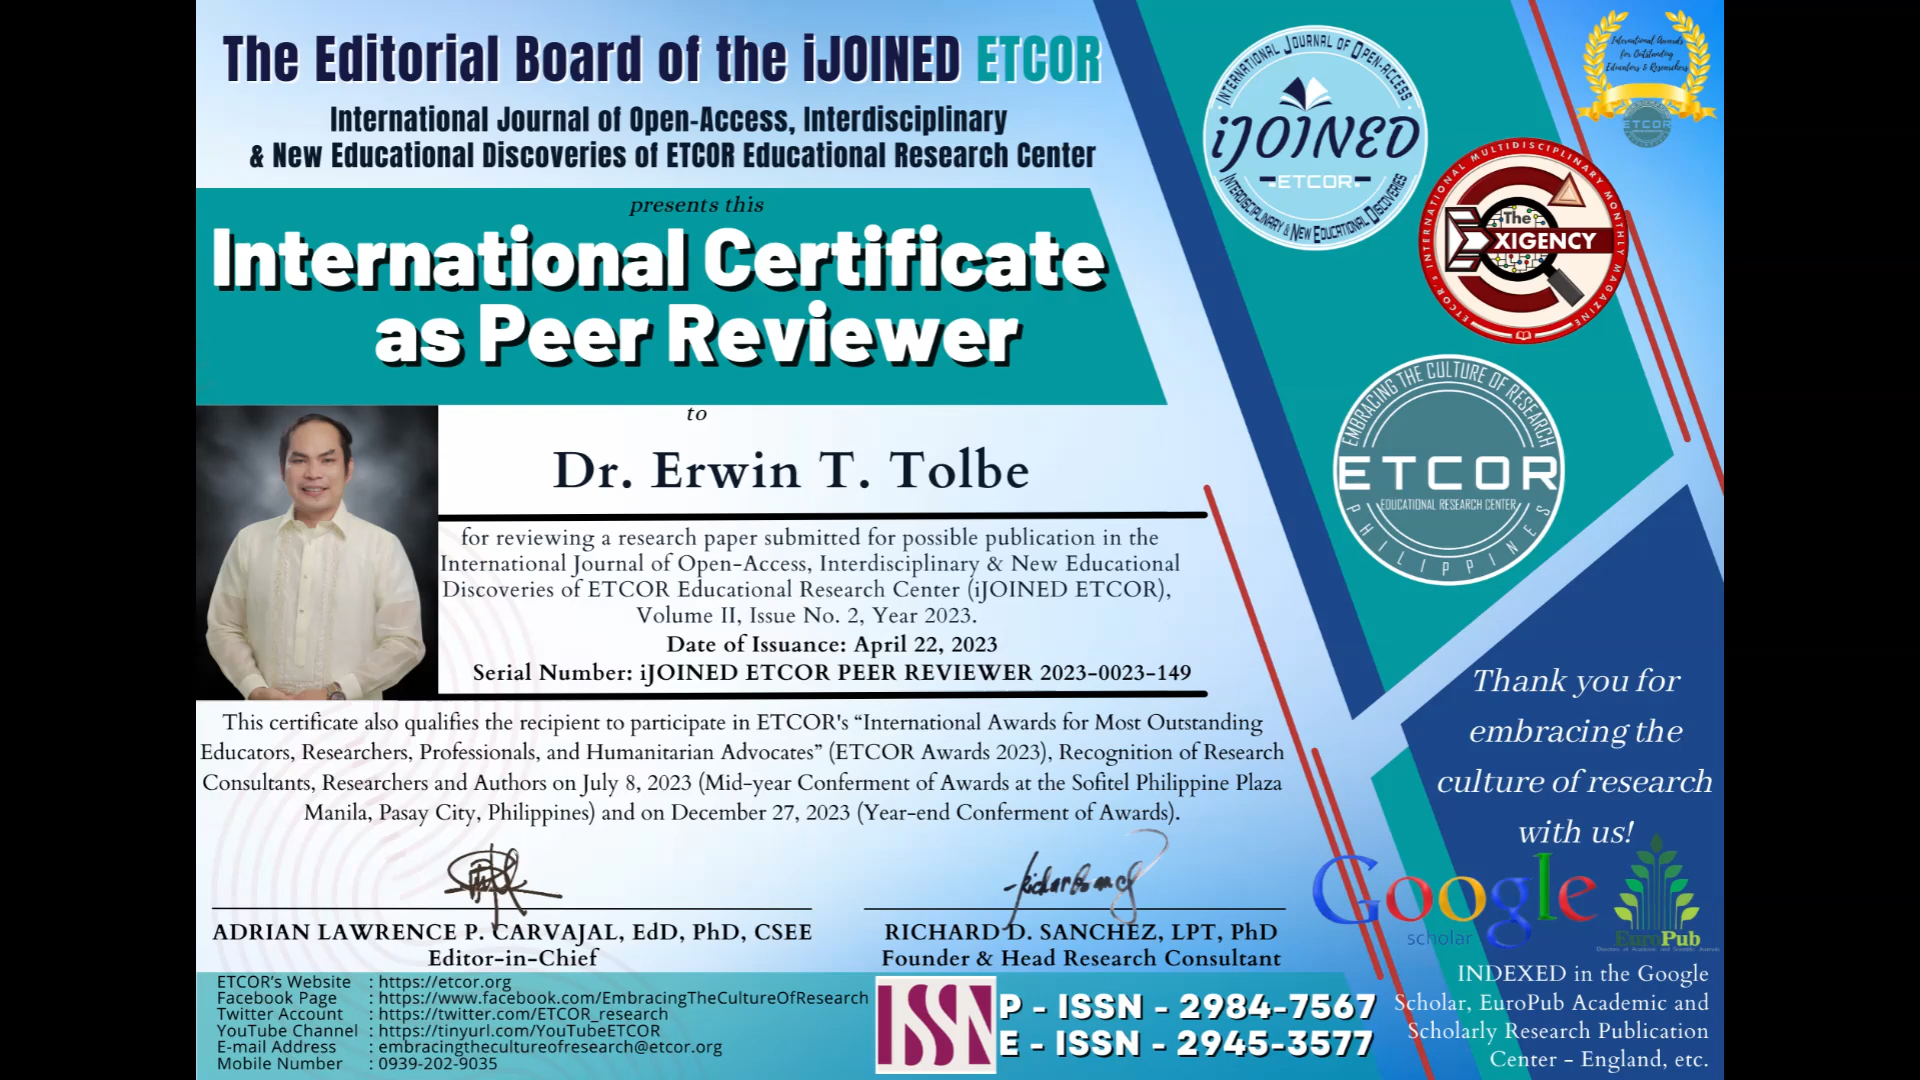 The Editorial Board of the iJOINED ETCOR
International Journal of Open-Access, Interdisciplinary
& New Educational Discoveries of ETCOR Educational Research Center
presents this
International Certificate
as Peer Reviewer
to
Dr. Erwin T. Tolbe
for reviewing a research paper submitted for possible publication in the
International Journal of Open-Access, Interdisciplinary & New Educational
Discoveries of ETCOR Educational Research Center (iJOINED ETCOR),
Volume II, Issue No. 2, Year 2023.
Date of Issuance: April 22, 2023
Serial Number: iJOINED ETCOR PEER REVIEWER 2023-0023-149
This certificate also qualifies the recipient to participate in ETCOR's “International Awards for Most Outstanding
Educators, Researchers, Professionals, and Humanitarian Advocates” (ETCOR Awards 2023), Recognition of Research
Consultants, Researchers and Authors on July 8, 2023 (Mid-year Conferment of Awards at the Sofitel Philippine Plaza
Manila, Pasay City, Philippines) and on December 27, 2023 (Year-end Conferment of Awards).
ADRIAN LAWRENCE P. CARVAJAL, EdD, PhD, CSEE
Editor-in-Chief
RICHARD D. SANCHEZ, LPT, PhD
Founder & Head Research Consultant
ETCOR's Website : https://etcor.org
Facebook Page : https://www.facebook.com/EmbracingTheCultureOfResearch
Twitter Account : https://twitter.com/ETCOR_research
YouTube Channel : https://tinyurl.com/YouTubeETCOR
E-mail Address : embracingthecultureofresearch@etcor.org
Mobile Number : 0939-202-9035
ISSN
P - ISSN - 2984-7567
E - ISSN - 2945-3577
INTERNATIONAL JOURNAL OF OPEN-ACCESS
iJOINED
ETCOR
INTERDISCIPLINARY & NEW EDUCATIONAL DISCOVERIES
International Awards
for Outstanding
Educators & Researchers
ETCOR
ETCOR's INTERNATIONAL MULTIDISCIPLINARY MONTHLY MAGAZINE
The
EXIGENCY
EMBRACING THE CULTURE OF RESEARCH
ETCOR
EDUCATIONAL RESEARCH CENTER
PHILIPPINES
Thank you for
embracing the
culture of research
with us!
Google
scholar
EuroPub
INDEXED in the Google
Scholar, EuroPub Academic and
Scholarly Research Publication
Center - England, etc.